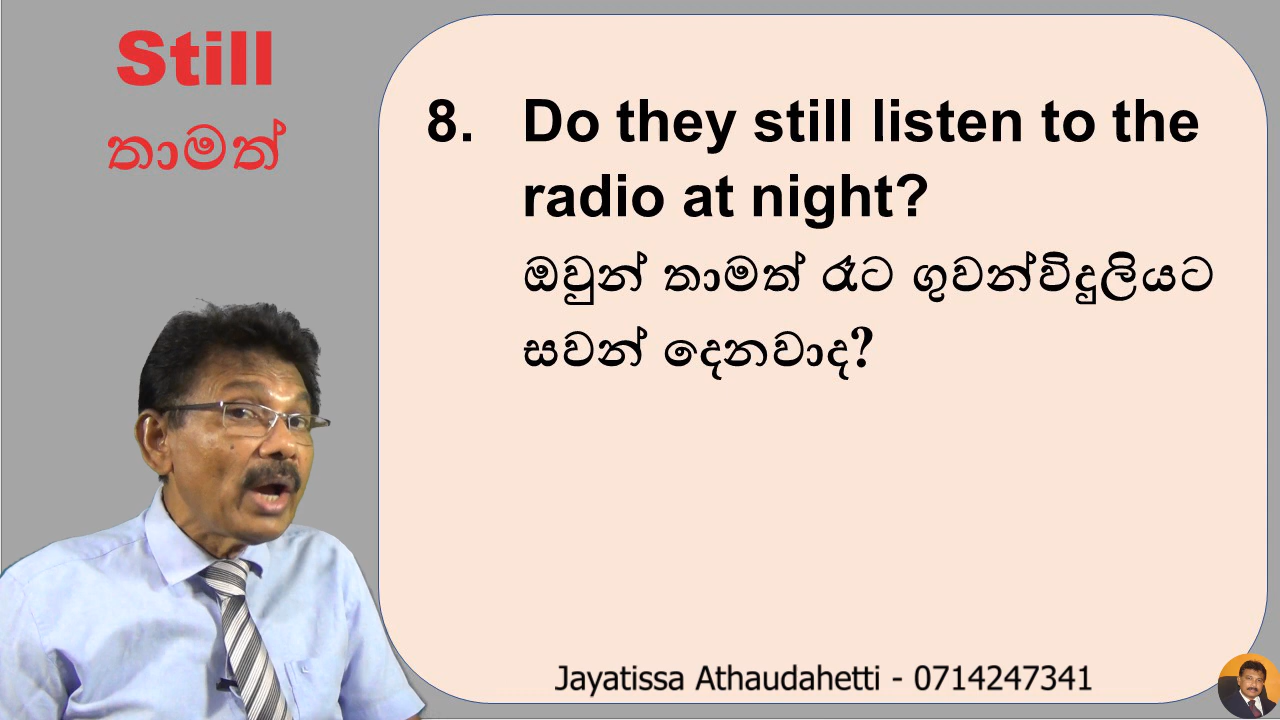 Still
තාමත්
8. Do they still listen to the
radio at night?
ඔවුන් තාමත් රෑට ගුවන්විදුලියට
සවන් දෙනවාද?
Jayatissa Athaudahetti - 0714247341